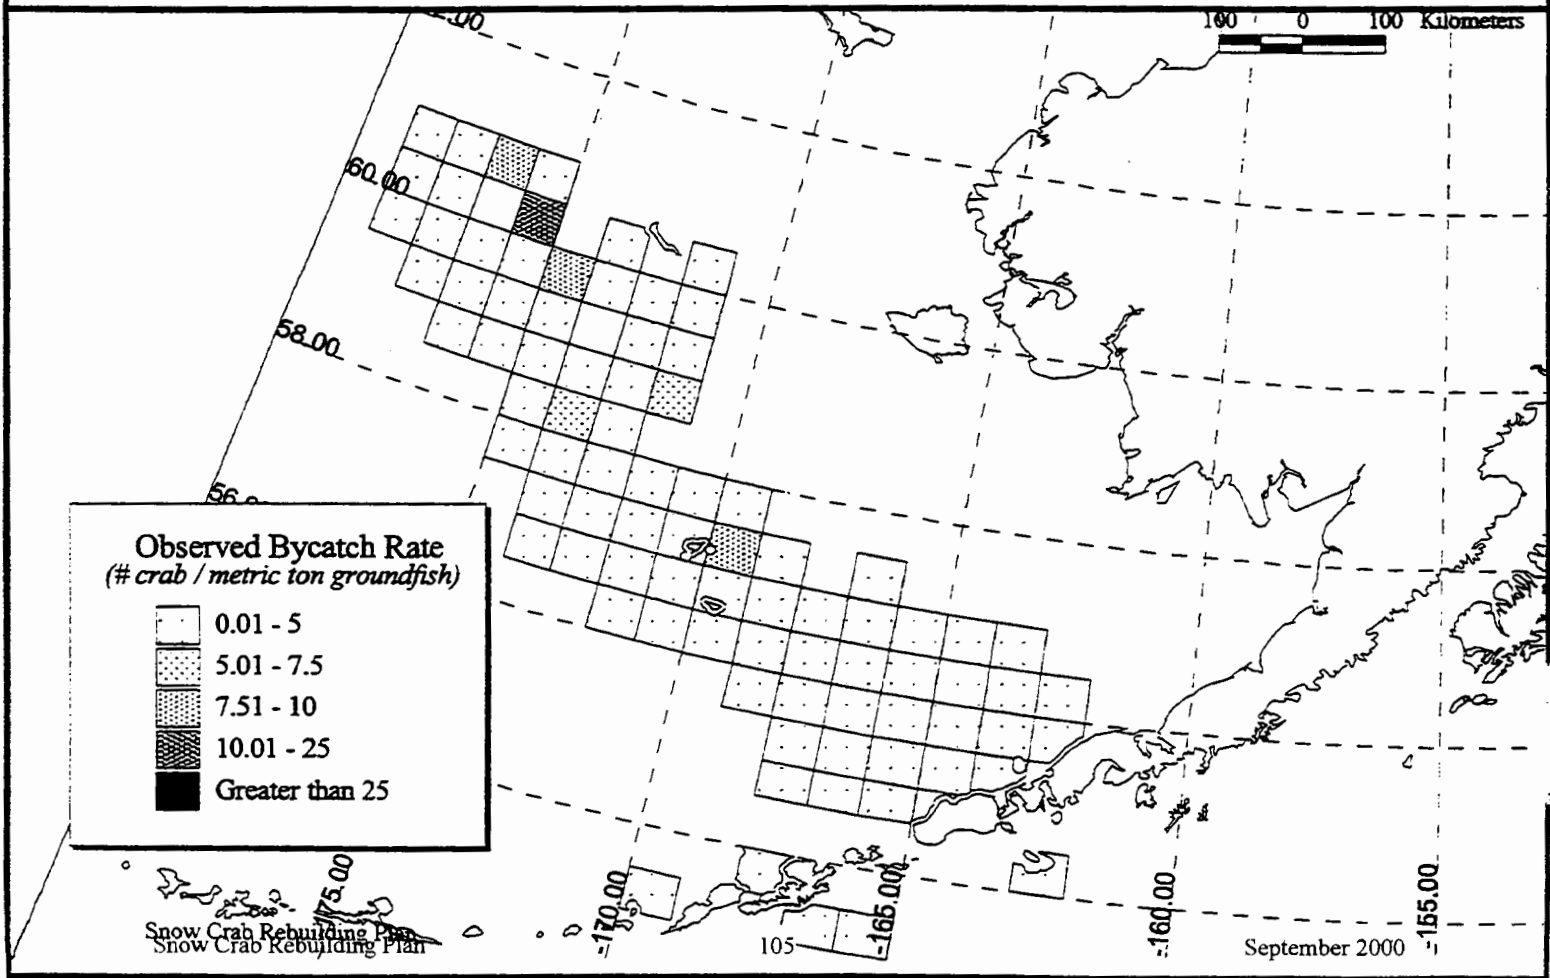 100 0 100 Kilometers
60.00
58.00
Observed Bycatch Rate
(# crab / metric ton groundfish)
0.01 - 5
5.01 - 7.5
7.51 - 10
10.01 - 25
Greater than 25
-170.00
-165.00
-160.00
-155.00
Snow Crab Rebuilding Plan
Snow Crab Rebuilding Plan
105
September 2000